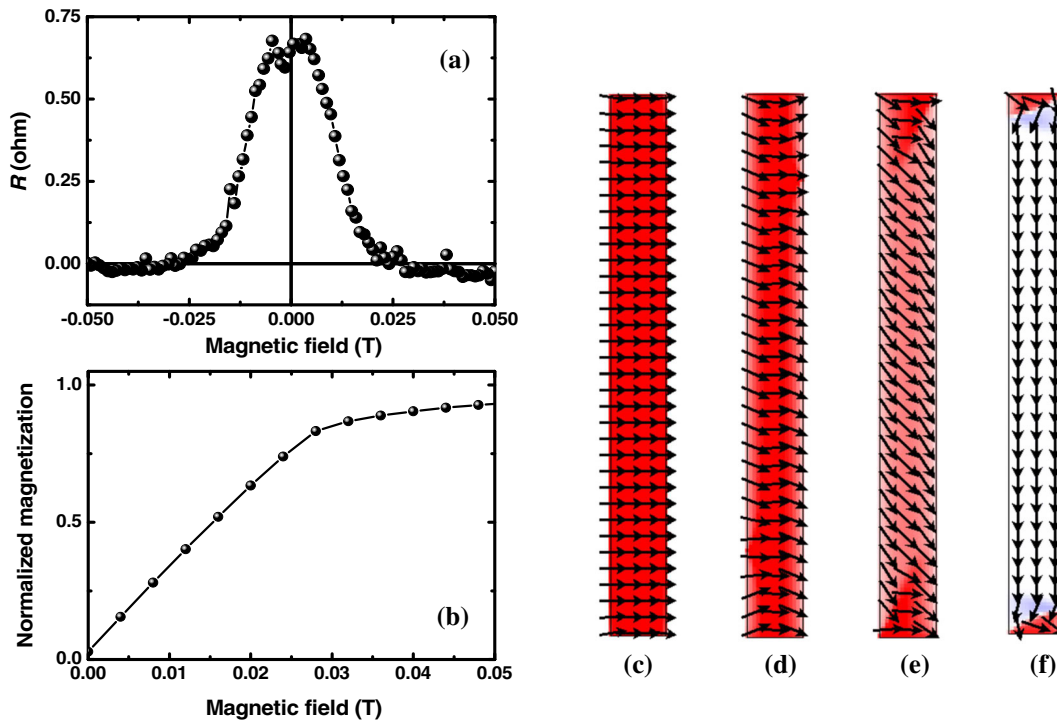 0.75
0.50
0.25
0.00
R (ohm)
(a)
-0.050 -0.025 0.000 0.025 0.050
Magnetic field (T)
1.0
0.5
0.0
Normalized magnetization
(b)
0.00 0.01 0.02 0.03 0.04 0.05
Magnetic field (T)
(c) (d) (e) (f)